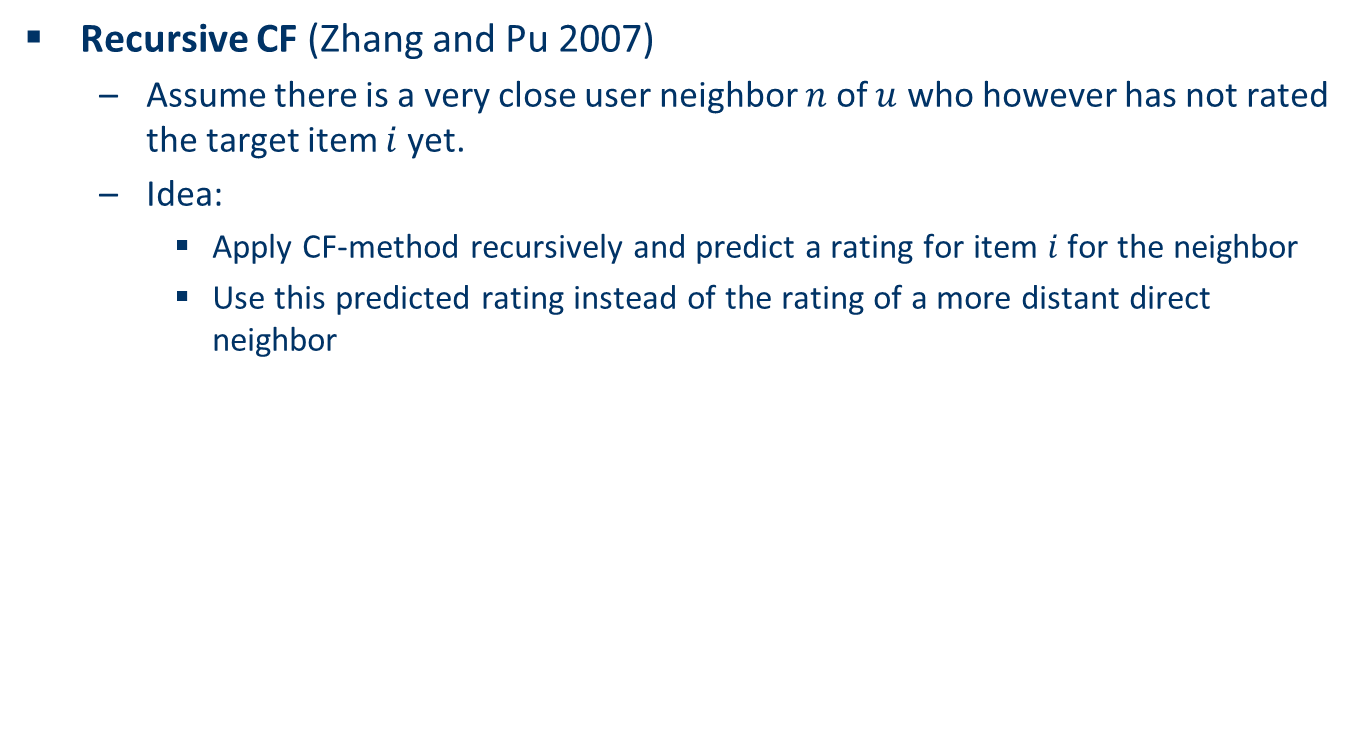 ▪ Recursive CF (Zhang and Pu 2007)
– Assume there is a very close user neighbor n of u who however has not rated
the target item i yet.
– Idea:
▪ Apply CF-method recursively and predict a rating for item i for the neighbor
▪ Use this predicted rating instead of the rating of a more distant direct
neighbor